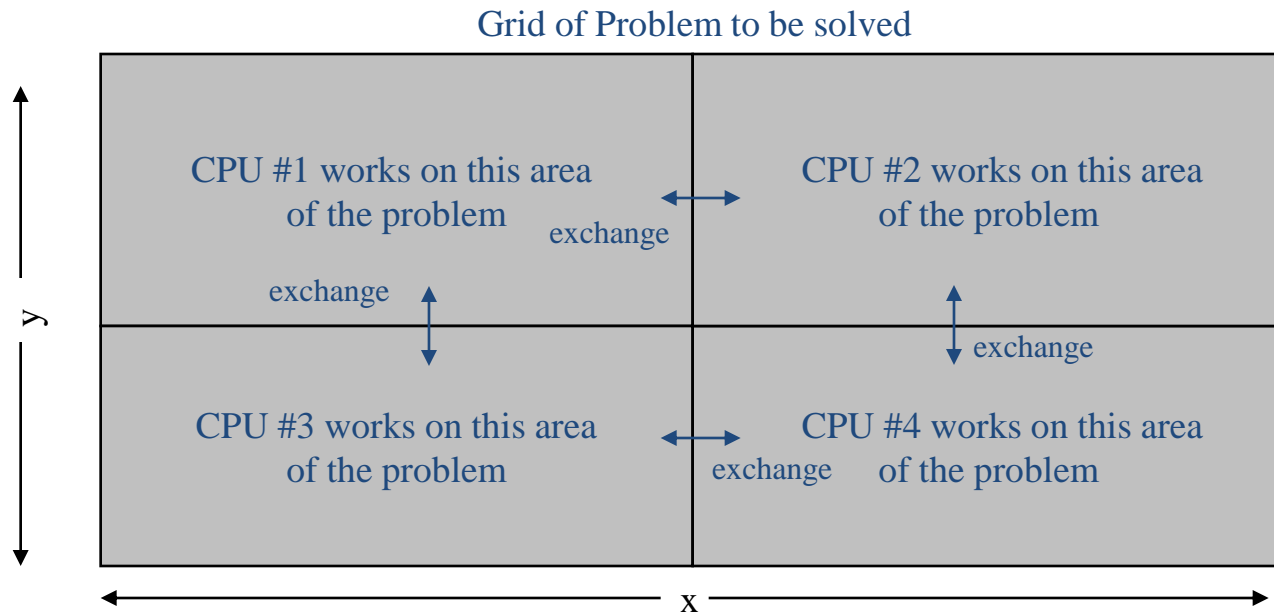 Grid of Problem to be solved
CPU #1 works on this area
of the problem
exchange
CPU #2 works on this area
of the problem
exchange
exchange
y
CPU #3 works on this area
of the problem
exchange
CPU #4 works on this area
of the problem
x